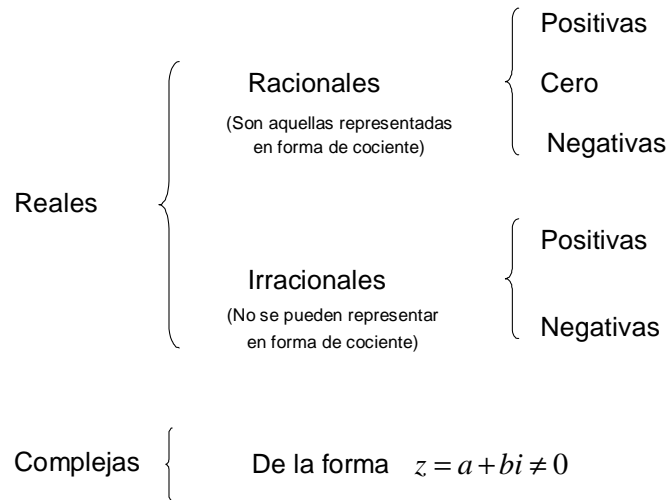 Positivas
Racionales
Cero
(Son aquellas representadas
en forma de cociente)
Negativas
Reales
Positivas
Irracionales
(No se pueden representar
en forma de cociente)
Negativas
Complejas
De la forma z = a + bi ≠ 0